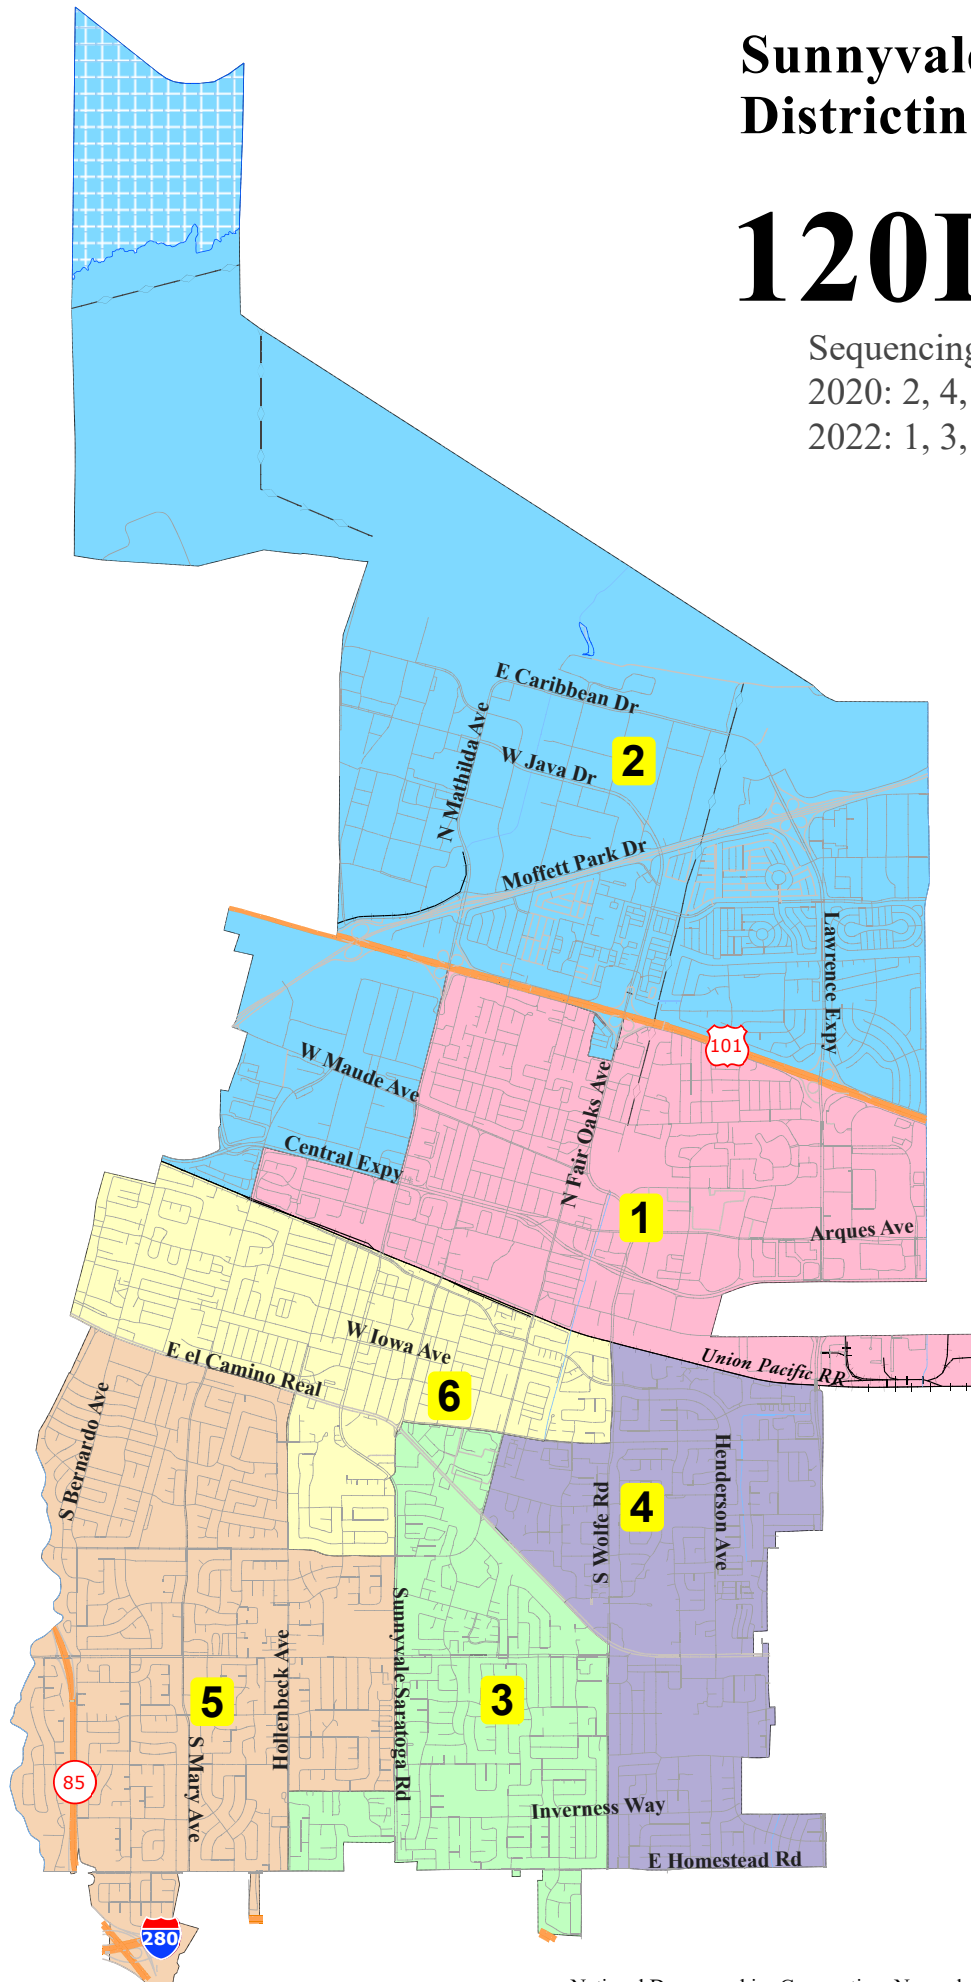 Sunnyvale
Districtin
120
Sequencing
2020: 2, 4,
2022: 1, 3,
E Caribbean Dr
N Mathilda Ave
W Java Dr
2
Moffett Park Dr
Lawrence Expy
101
W Maude Ave
N Fair Oaks Ave
Central Expy
1
Arques Ave
W Iowa Ave
E el Camino Real
Union Pacific RR
6
S Bernardo Ave
Henderson Ave
S Wolfe Rd
4
Sunnyvale Saratoga Rd
Hollenbeck Ave
5
3
S Mary Ave
85
Inverness Way
E Homestead Rd
280